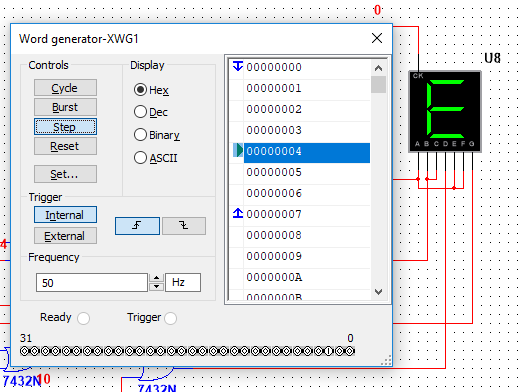 0
Word generator-XWG1
Controls
Cycle
Burst
Step
Reset
Set...
Display
Hex
Dec
Binary
ASCII
Trigger
Internal
External
Frequency
50
Hz
Ready
Trigger
31
0
00000000
00000001
00000002
00000003
00000004
00000005
00000006
00000007
00000008
00000009
0000000A
0000000B
U8
CK
E
A B C D E F G
4
7432N
10
7432N